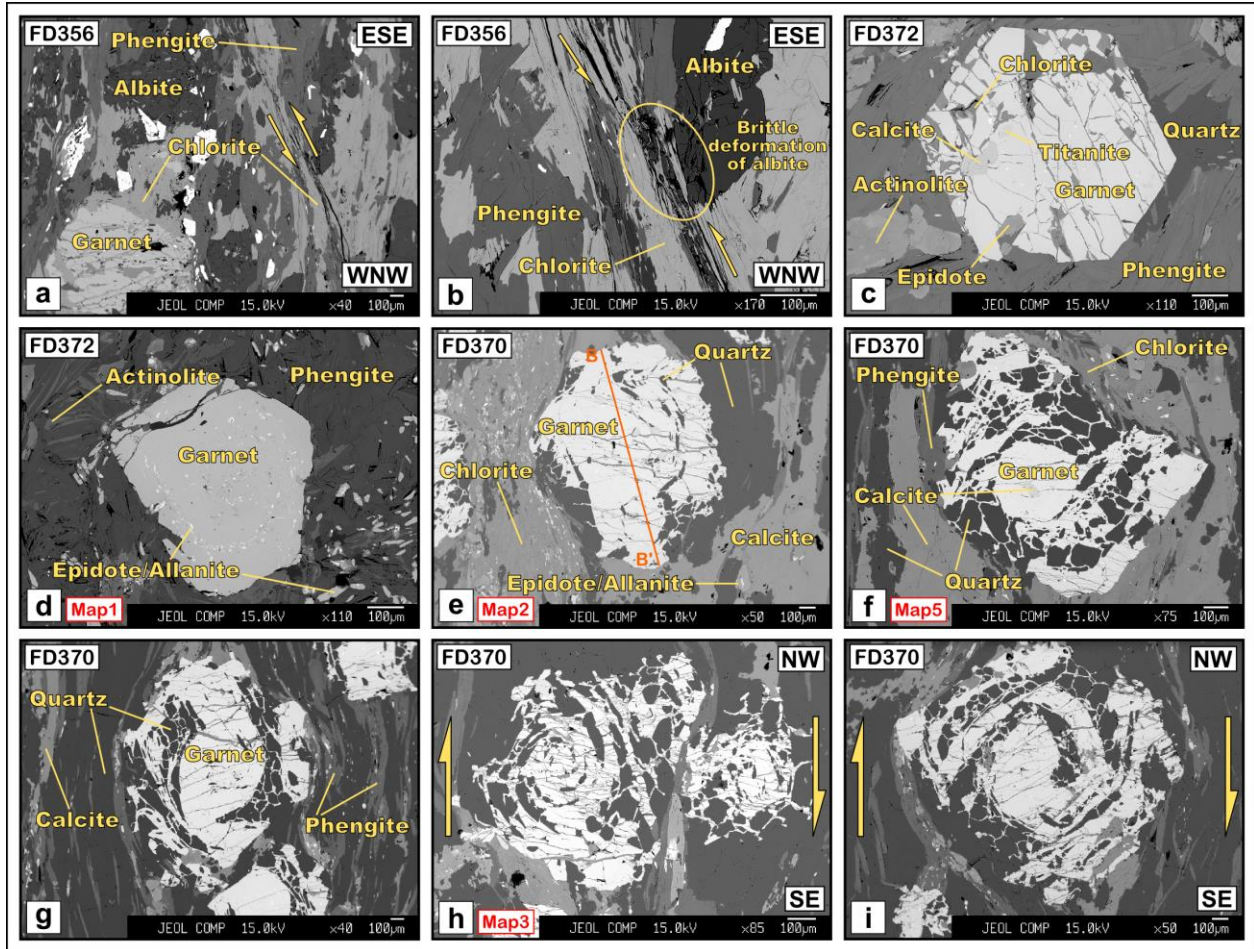 FD356
Phengite
ESE
Albite
Chlorite
Garnet
WNW
a
JEOL COMP 15.0kV ×40 100µm
FD356
ESE
Albite
Brittle
deformation
of albite
Phengite
Chlorite
WNW
b
JEOL COMP 15.0kV ×170 100µm
FD372
Chlorite
Calcite
Quartz
Titanite
Actinolite
Garnet
Epidote
Phengite
c
JEOL COMP 15.0kV ×110 100µm
FD372
Actinolite
Phengite
Garnet
Epidote/Allanite
d
Map1
JEOL COMP 15.0kV ×110 100µm
FD370
B
Quartz
Garnet
Chlorite
Calcite
B'
Epidote/Allanite
e
Map2
JEOL COMP 15.0kV ×50 100µm
FD370
Chlorite
Phengite
Garnet
Calcite
Quartz
f
Map5
JEOL COMP 15.0kV ×75 100µm
FD370
Quartz
Garnet
Calcite
Phengite
g
JEOL COMP 15.0kV ×40 100µm
FD370
NW
SE
h
Map3
JEOL COMP 15.0kV ×85 100µm
FD370
NW
SE
i
JEOL COMP 15.0kV ×50 100µm